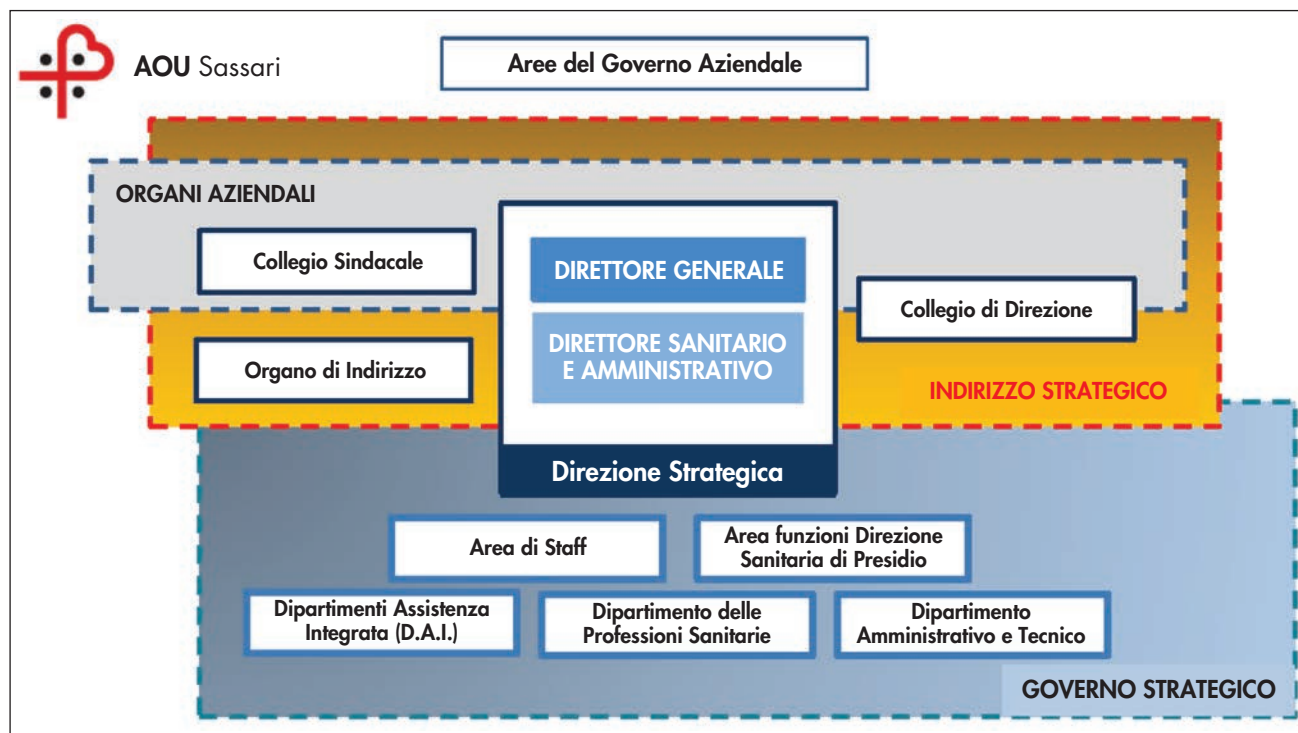 AOU Sassari
Aree del Governo Aziendale
ORGANI AZIENDALI
Collegio Sindacale
DIRETTORE GENERALE
Collegio di Direzione
DIRETTORE SANITARIO
E AMMINISTRATIVO
Organo di Indirizzo
INDIRIZZO STRATEGICO
Direzione Strategica
Area di Staff
Area funzioni Direzione
Sanitaria di Presidio
Dipartimenti Assistenza
Integrata (D.A.I.)
Dipartimento delle
Professioni Sanitarie
Dipartimento
Amministrativo e Tecnico
GOVERNO STRATEGICO